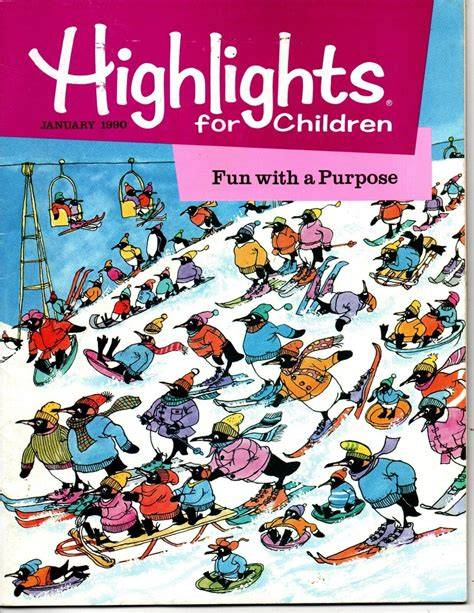 Highlights®
JANUARY 1990
for Children
Fun with a Purpose